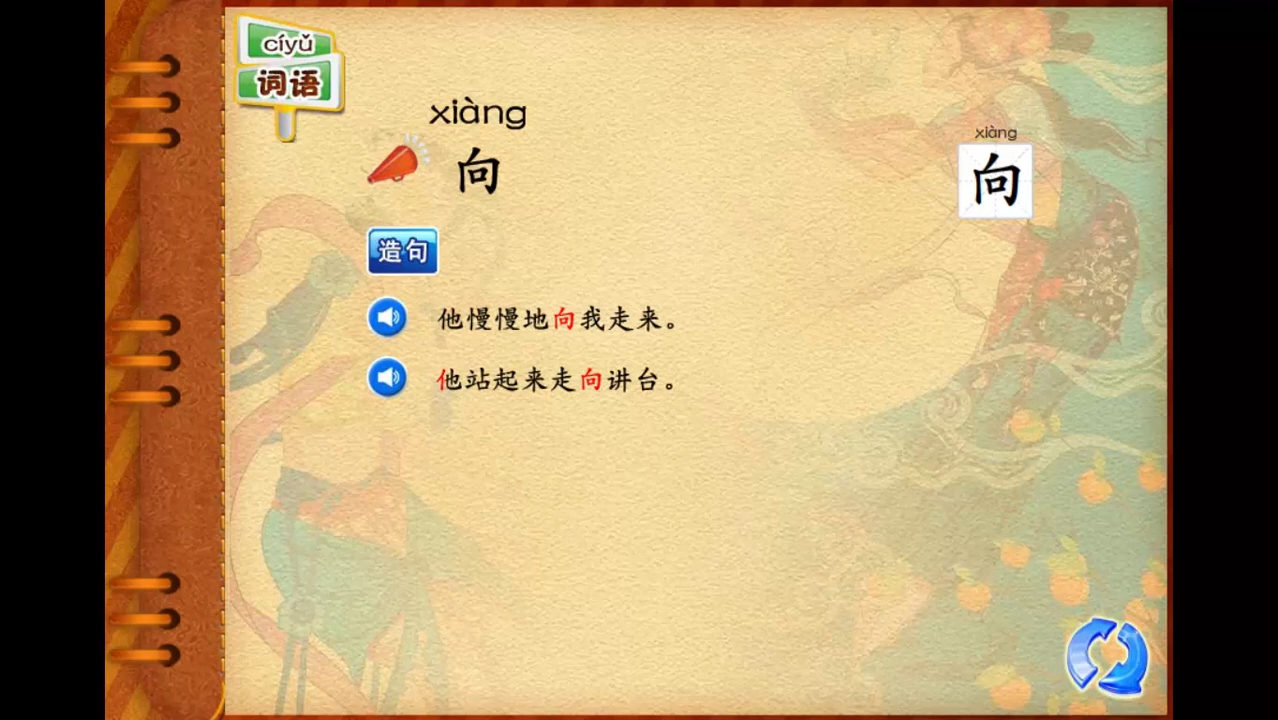 cíyǔ
词语
xiàng
向
xiàng
向
造句
他慢慢地向我走来。
他站起来走向讲台。